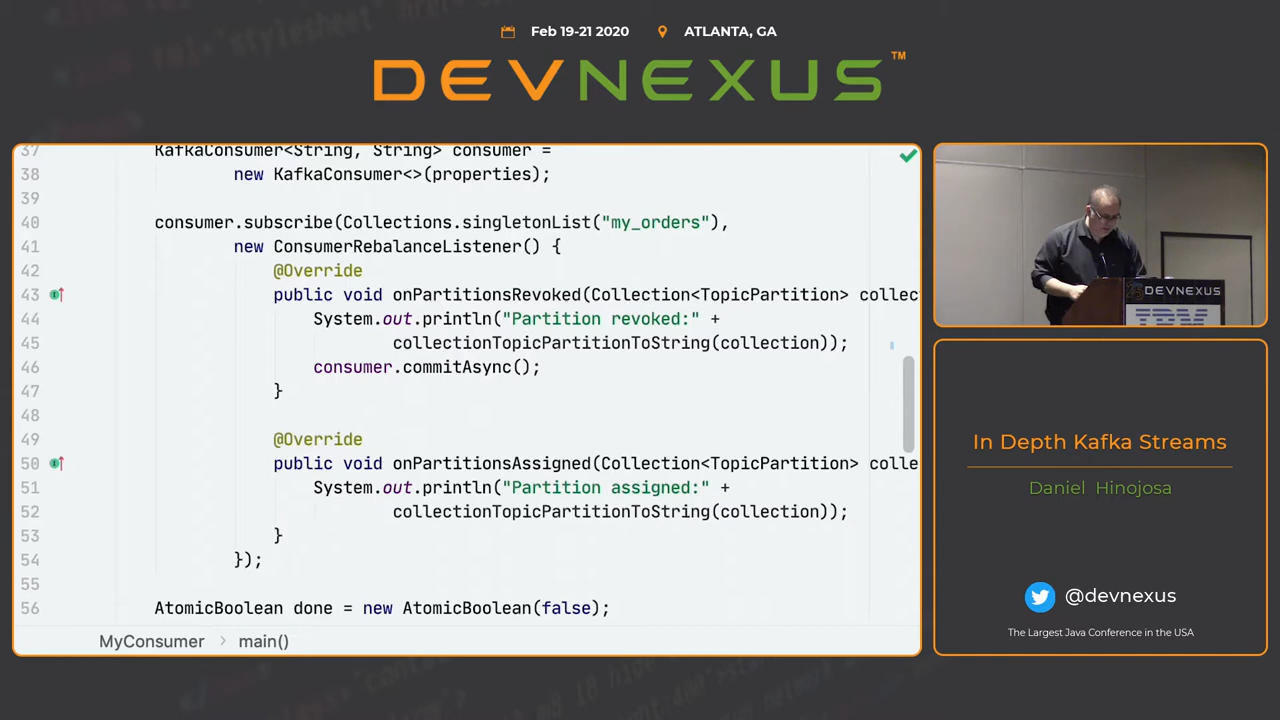 Feb 19-21 2020 ATLANTA, GA
DEVNEXUS™
37 KafkaConsumer<String, String> consumer =
38 new KafkaConsumer<>(properties);
39
40 consumer.subscribe(Collections.singletonList("my_orders"),
41 new ConsumerRebalanceListener() {
42 @Override
43 public void onPartitionsRevoked(Collection<TopicPartition> collec
44 System.out.println("Partition revoked:" +
45 collectionTopicPartitionToString(collection));
46 consumer.commitAsync();
47 }
48
49 @Override
50 public void onPartitionsAssigned(Collection<TopicPartition> colle
51 System.out.println("Partition assigned:" +
52 collectionTopicPartitionToString(collection));
53 }
54 });
55
56 AtomicBoolean done = new AtomicBoolean(false);
MyConsumer > main()
DEVNEXUS
IBM
In Depth Kafka Streams
Daniel Hinojosa
@devnexus
The Largest Java Conference in the USA